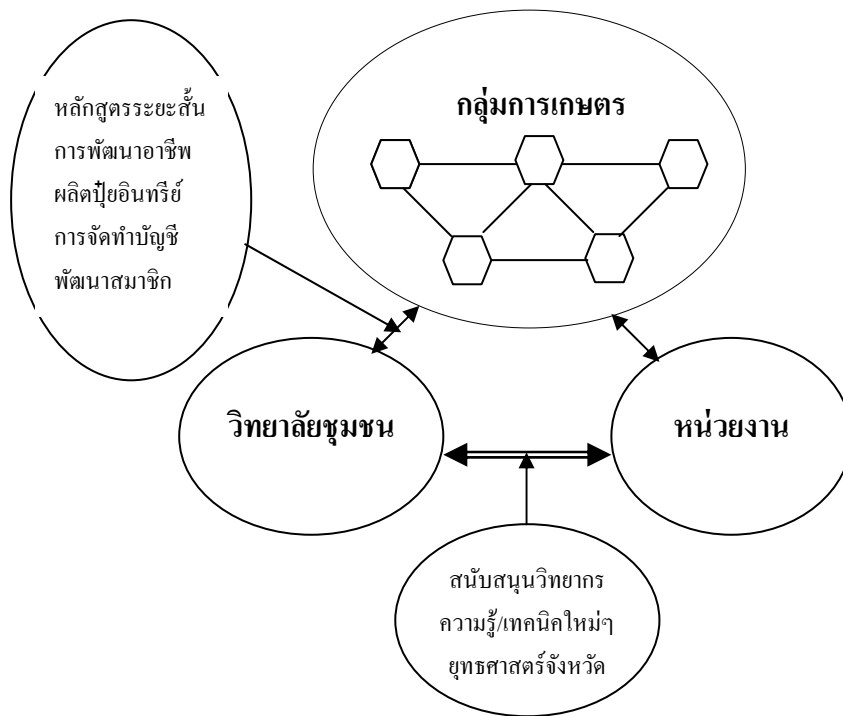 กลุ่มการเกษตร
หลักสูตรระยะสั้น
การพัฒนาอาชีพ
ผลิตปุ๋ยอินทรีย์
การจัดทำบัญชี
พัฒนาสมาชิก
วิทยาลัยชุมชน
หน่วยงาน
สนับสนุนวิทยากร
ความรู้/เทคนิคใหม่ๆ
ยุทธศาสตร์จังหวัด